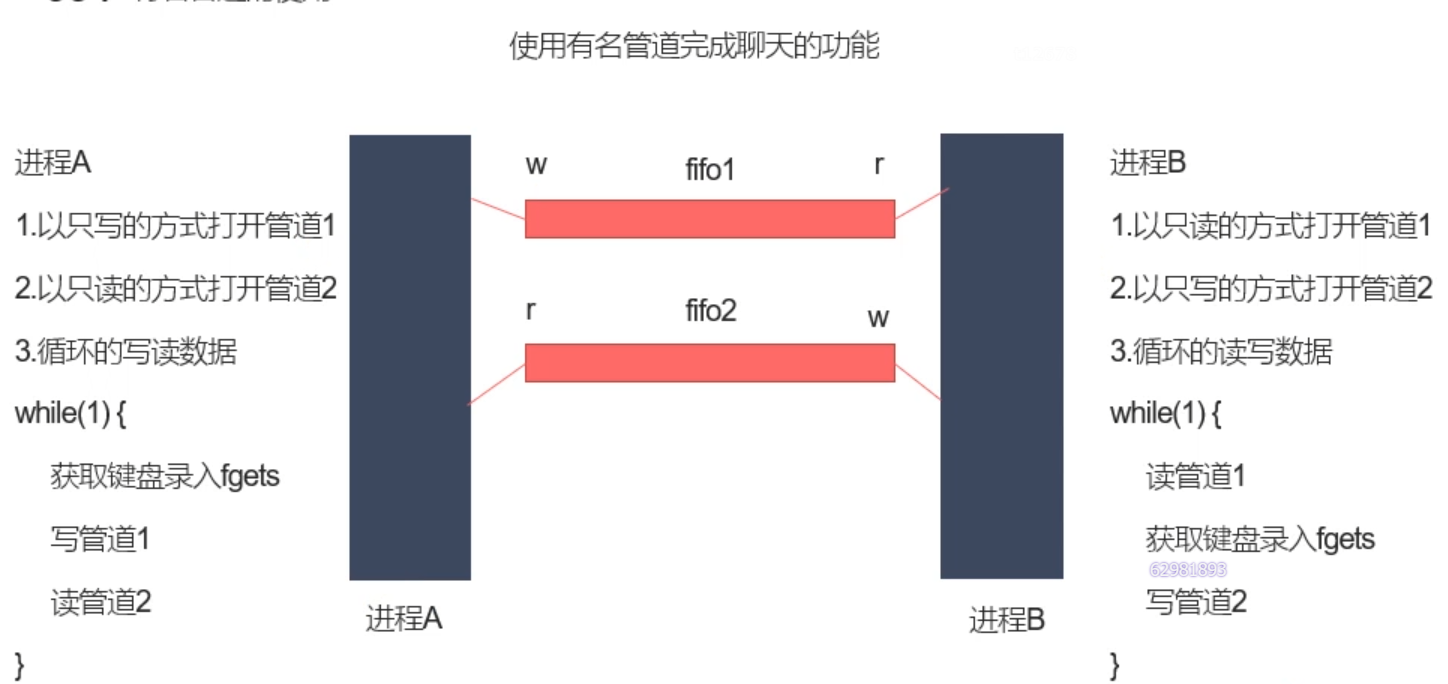 使用有名管道完成聊天的功能
进程A
1.以只写的方式打开管道1
2.以只读的方式打开管道2
3.循环的写读数据
while(1) {
获取键盘录入fgets
写管道1
读管道2
}
w
fifo1
r
r
fifo2
w
进程A
进程B
进程B
1.以只读的方式打开管道1
2.以只写的方式打开管道2
3.循环的读写数据
while(1) {
读管道1
获取键盘录入fgets
62981893
写管道2
}